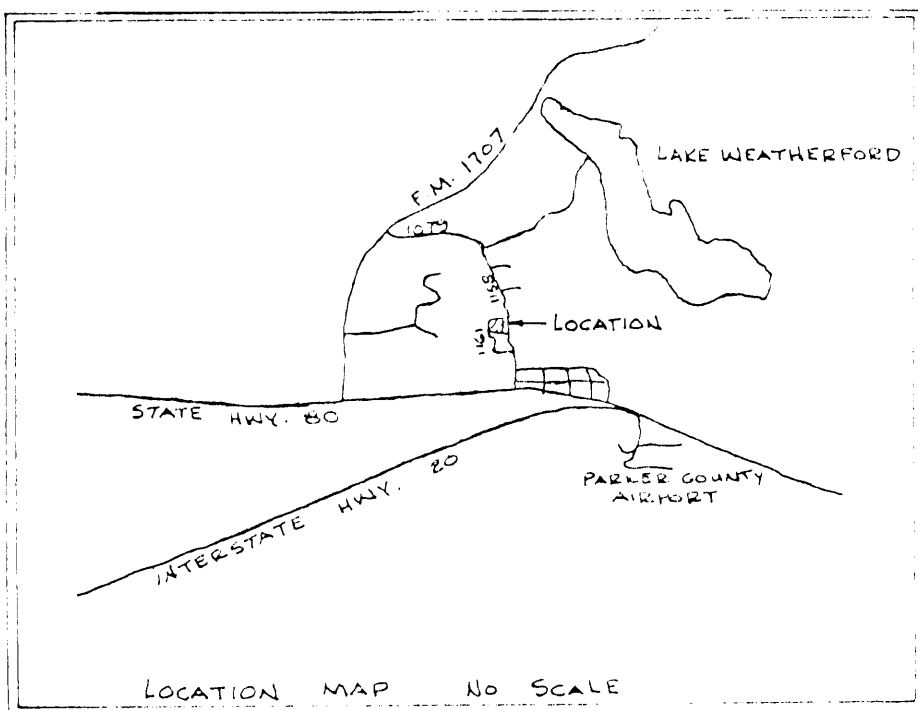 F.M. 1707
LAKE WEATHERFORD
1079
1155
LOCATION
1161
STATE HWY. 80
INTERSTATE HWY. 20
PARKER COUNTY
AIRPORT
LOCATION MAP NO SCALE